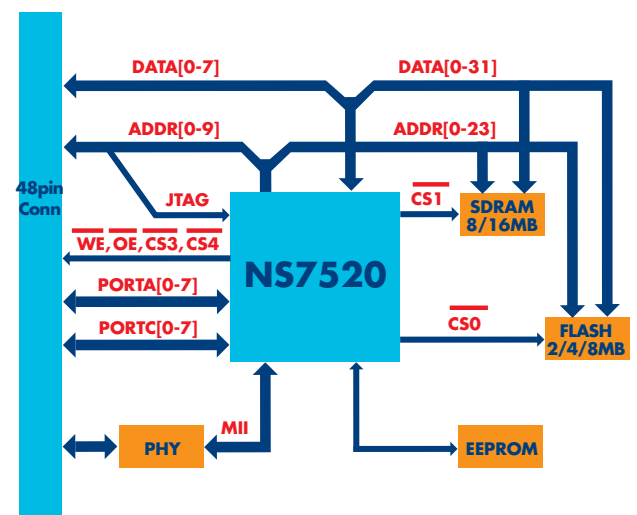 DATA[0-7]
DATA[0-31]
ADDR[0-9]
ADDR[0-23]
48pin
Conn
JTAG
CS1
SDRAM
8/16MB
WE, OE, CS3, CS4
NS7520
PORTA[0-7]
PORTC[0-7]
CS0
FLASH
2/4/8MB
MII
PHY
EEPROM